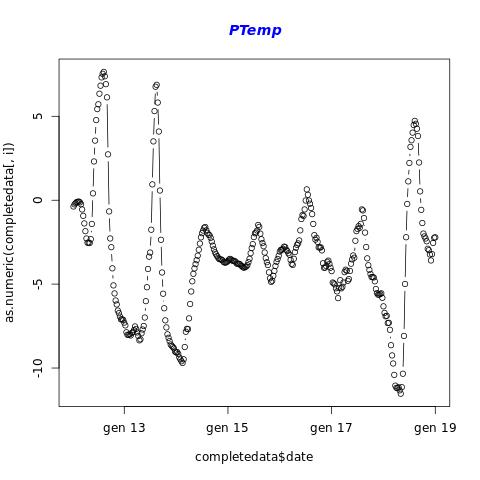 PTemp
as.numeric(completedata[, i])
5
0
-5
-10
gen 13
gen 15
gen 17
gen 19
completedata$date